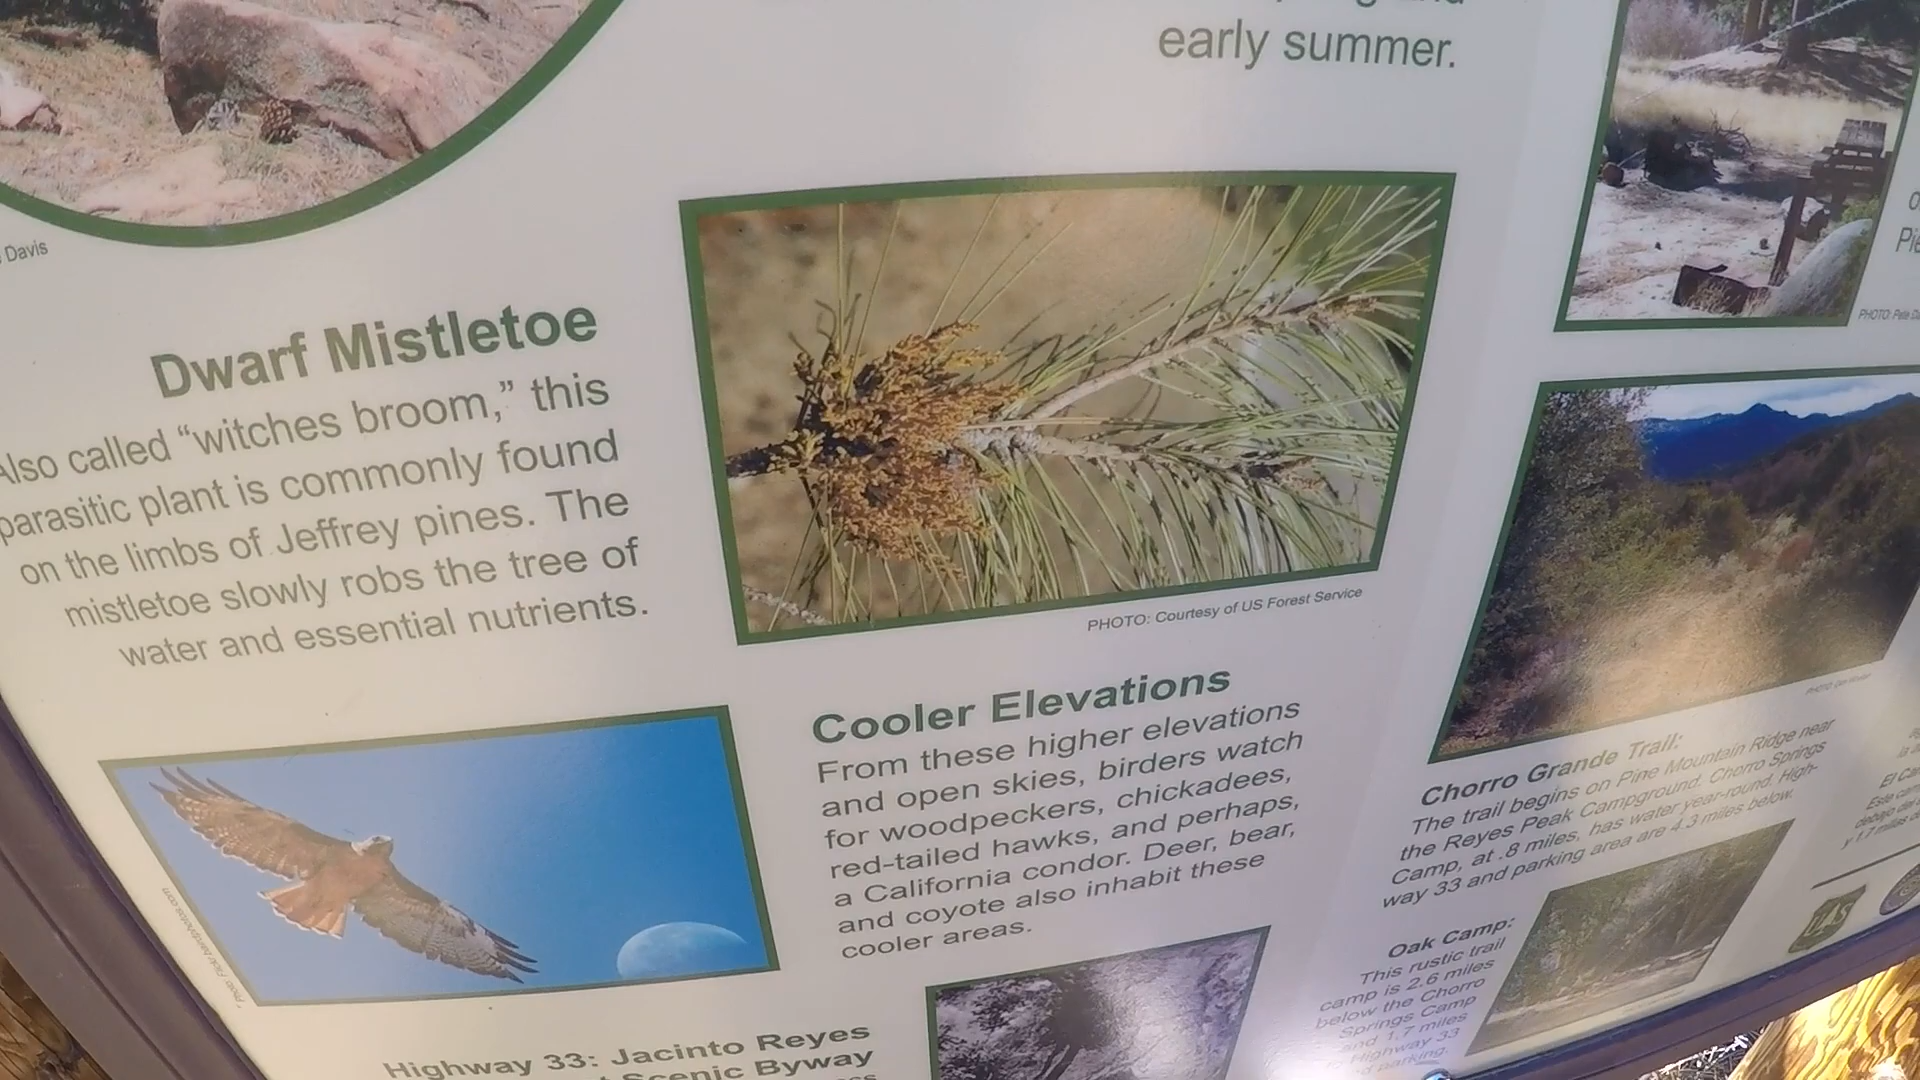 early summer.
Davis
Dwarf Mistletoe
Also called “witches broom,” this
parasitic plant is commonly found
on the limbs of Jeffrey pines. The
mistletoe slowly robs the tree of
water and essential nutrients.
PHOTO: Courtesy of US Forest Service
Cooler Elevations
From these higher elevations
and open skies, birders watch
for woodpeckers, chickadees,
red-tailed hawks, and perhaps,
a California condor. Deer, bear,
and coyote also inhabit these
cooler areas.
Highway 33: Jacinto Reyes
Scenic Byway
PHOTO: Pete
Chorro Grande Trail:
The trail begins on Pine Mountain Ridge near
the Reyes Peak Campground. Chorro Springs
Camp, at .8 miles, has water year-round. High-
way 33 and parking area are 4.3 miles below.
Oak Camp:
This rustic trail
camp is 2.6 miles
below the Chorro
Springs Camp
and 1.7 miles
Highway 33
parking.
UAS